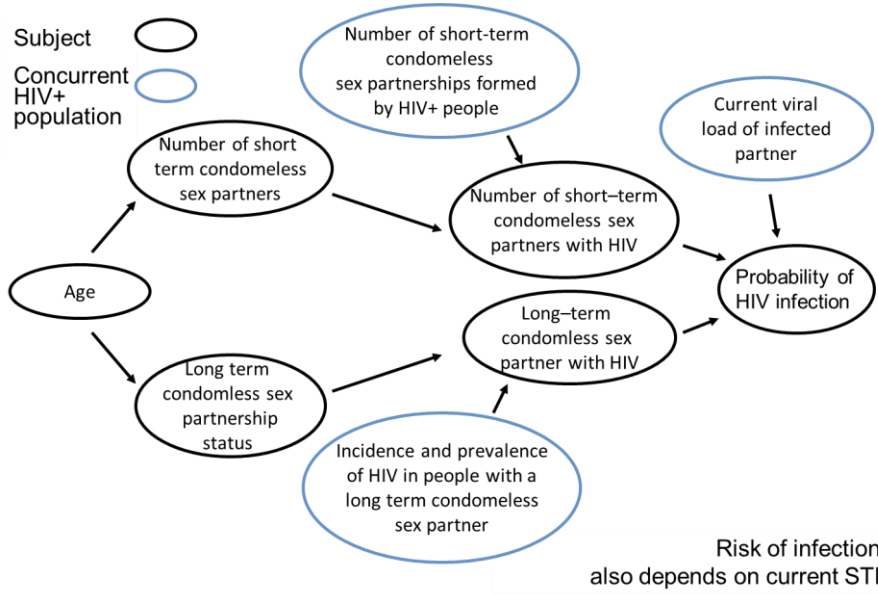 Subject
Concurrent
HIV+
population
Number of short-term
condomeless
sex partnerships formed
by HIV+ people
Current viral
load of infected
partner
Number of short
term condomeless
sex partners
Number of short–term
condomeless sex
partners with HIV
Age
Probability of
HIV infection
Long–term
condomless sex
partner with HIV
Long term
condomless sex
partnership
status
Incidence and prevalence
of HIV in people with a
long term condomeless
sex partner
Risk of infection
also depends on current STI